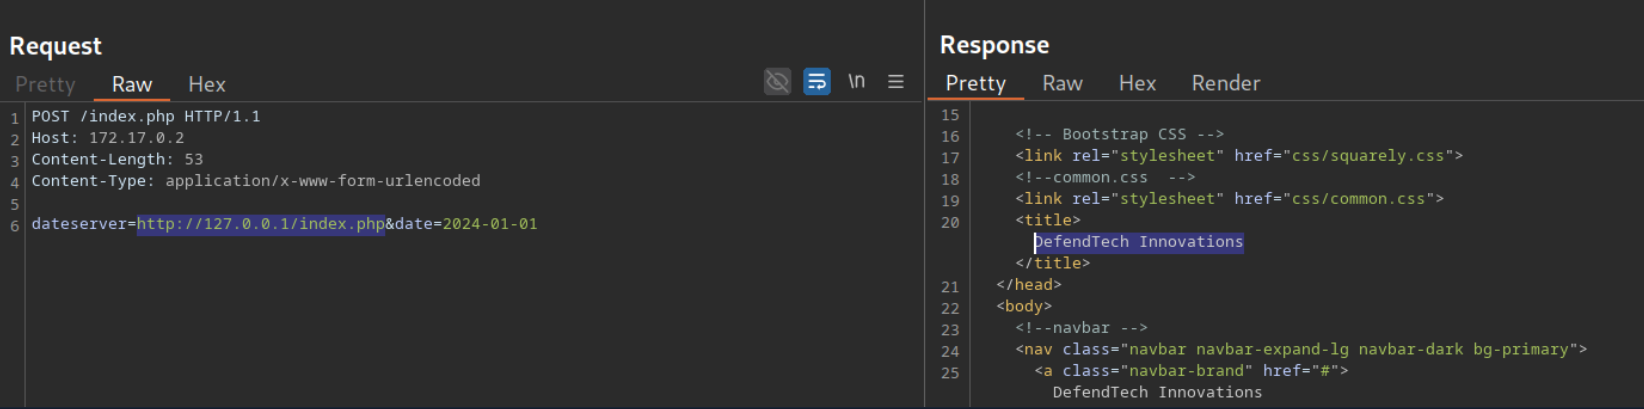 Request
Pretty Raw Hex
\n
1 POST /index.php HTTP/1.1
2 Host: 172.17.0.2
3 Content-Length: 53
4 Content-Type: application/x-www-form-urlencoded
5
6 dateserver=http://127.0.0.1/index.php&date=2024-01-01
Response
Pretty Raw Hex Render
15
16 <!-- Bootstrap CSS -->
17 <link rel="stylesheet" href="css/squarely.css">
18 <!--common.css  -->
19 <link rel="stylesheet" href="css/common.css">
20 <title>
DefendTech Innovations
</title>
21 </head>
22 <body>
23 <!--navbar -->
24 <nav class="navbar navbar-expand-lg navbar-dark bg-primary">
25 <a class="navbar-brand" href="#">
DefendTech Innovations